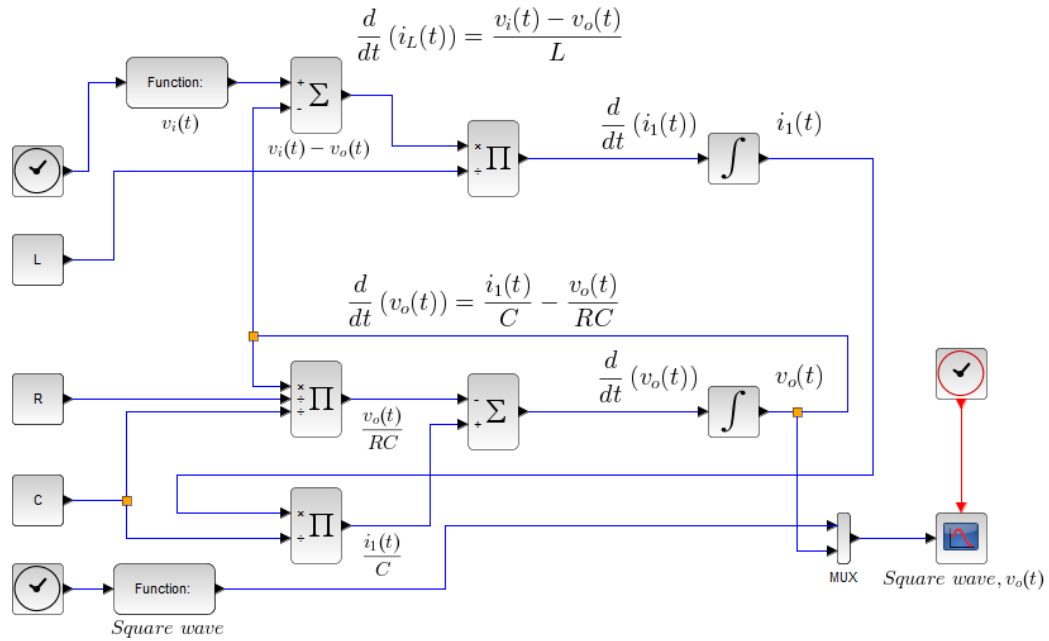 d/dt (i_L(t)) = (v_i(t) − v_o(t))/L
Function:
v_i(t)
+
-
Σ
v_i(t) − v_o(t)
×
÷
Π
d/dt (i_1(t))
∫
i_1(t)
L
d/dt (v_o(t)) = i_1(t)/C − v_o(t)/RC
R
×
÷
÷
Π
v_o(t)/RC
-
+
Σ
d/dt (v_o(t))
∫
v_o(t)
C
×
÷
Π
i_1(t)/C
MUX
Square wave, v_o(t)
Function:
Square wave